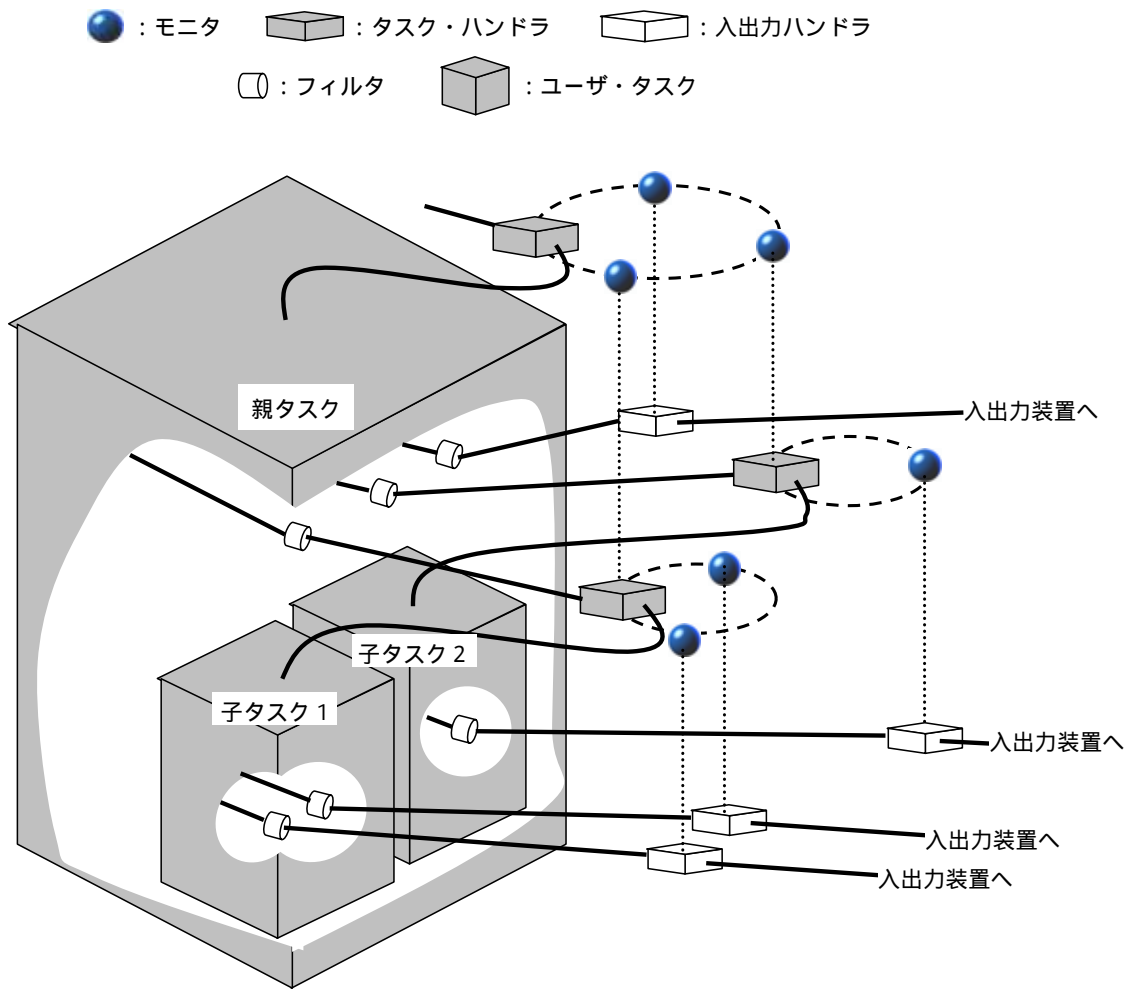 ：モニタ
：タスク・ハンドラ
：入出力ハンドラ
：フィルタ
：ユーザ・タスク
親タスク
入出力装置へ
子タスク２
子タスク１
入出力装置へ
入出力装置へ
入出力装置へ